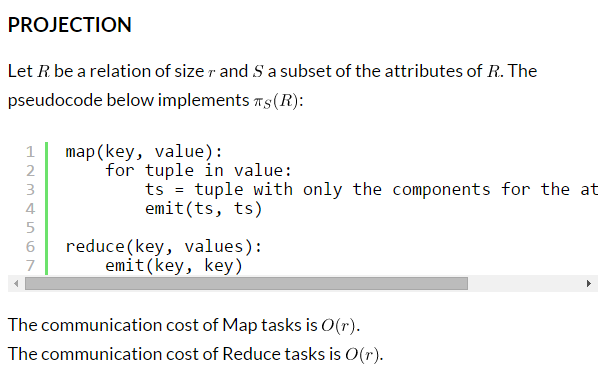 PROJECTION
Let R be a relation of size r and S a subset of the attributes of R. The
pseudocode below implements πS(R):
1 map(key, value):
2 for tuple in value:
3 ts = tuple with only the components for the at
4 emit(ts, ts)
5
6 reduce(key, values):
7 emit(key, key)
The communication cost of Map tasks is O(r).
The communication cost of Reduce tasks is O(r).